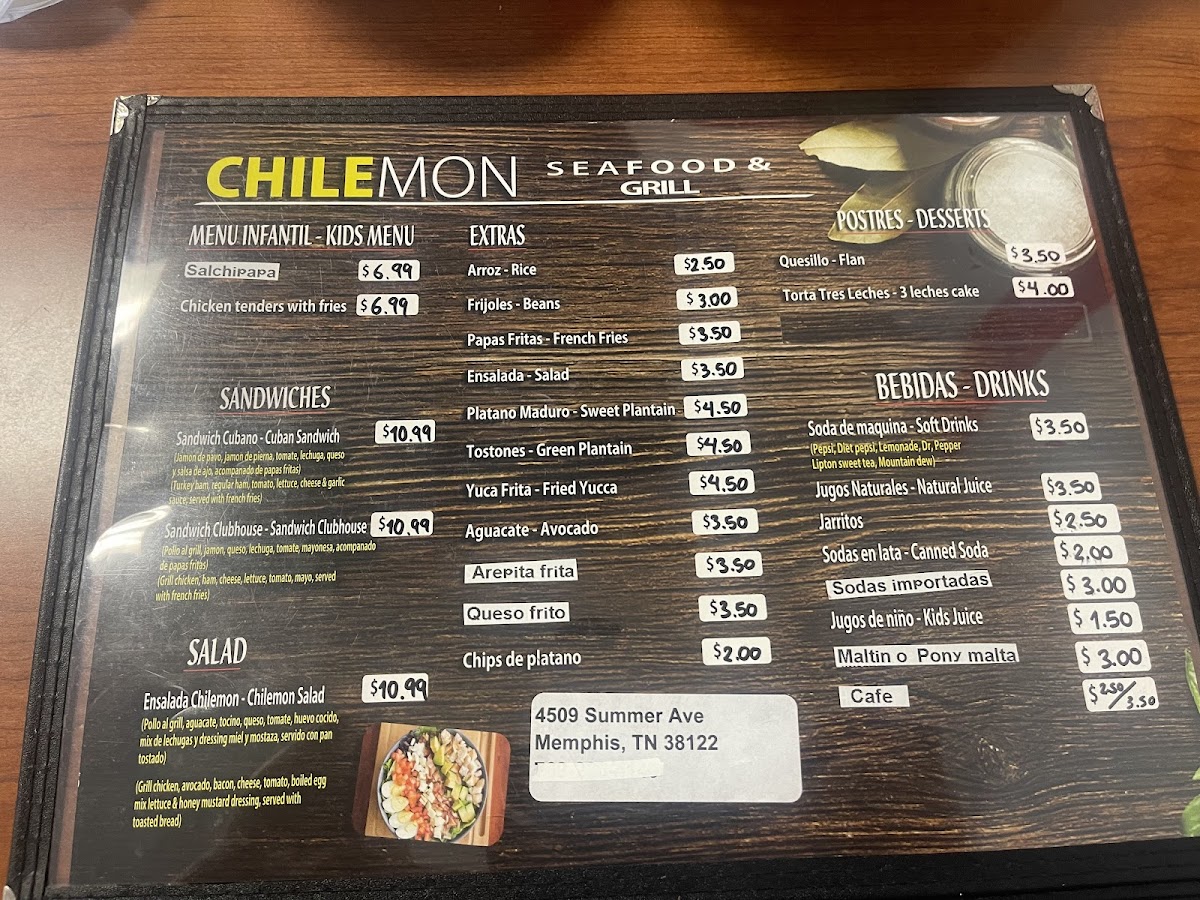 CHILEMON SEAFOOD &
GRILL
MENU INFANTIL - KIDS MENU
Salchipapa $6.99
Chicken tenders with fries $6.99
SANDWICHES
Sandwich Cubano - Cuban Sandwich $10.99
(Jamon de pavo, jamon de pierna, tomate, lechuga, queso
y salsa de ajo, acompanado de papas fritas)
(Turkey ham, regular ham, tomato, lettuce, cheese & garlic
sauce, served with french fries)
Sandwich Clubhouse - Sandwich Clubhouse $10.99
(Pollo al grill, jamon, queso, lechuga, tomate, mayonesa, acompanado
de papas fritas)
(Grill chicken, ham, cheese, lettuce, tomato, mayo, served
with french fries)
SALAD
Ensalada Chilemon - Chilemon Salad $10.99
(Pollo al grill, aguacate, tocino, queso, tomate, huevo cocido,
mix de lechugas y dressing miel y mostaza, servido con pan
tostado)
(Grill chicken, avocado, bacon, cheese, tomato, boiled egg
mix lettuce & honey mustard dressing, served with
toasted bread)
EXTRAS
Arroz - Rice $2.50
Frijoles - Beans $3.00
Papas Fritas - French Fries $3.50
Ensalada - Salad $3.50
Platano Maduro - Sweet Plantain $4.50
Tostones - Green Plantain $4.50
Yuca Frita - Fried Yucca $4.50
Aguacate - Avocado $3.50
Arepita frita $3.50
Queso frito $3.50
Chips de platano $2.00
4509 Summer Ave
Memphis, TN 38122
POSTRES - DESSERTS
Quesillo - Flan $3.50
Torta Tres Leches - 3 leches cake $4.00
BEBIDAS - DRINKS
Soda de maquina - Soft Drinks $3.50
(Pepsi, Diet pepsi, Lemonade, Dr, Pepper
Lipton sweet tea, Mountain dew)
Jugos Naturales - Natural Juice $3.50
Jarritos $2.50
Sodas en lata - Canned Soda $2.00
Sodas importadas $3.00
Jugos de niño - Kids Juice $1.50
Maltin o Pony malta $3.00
Cafe $2.50/3.50